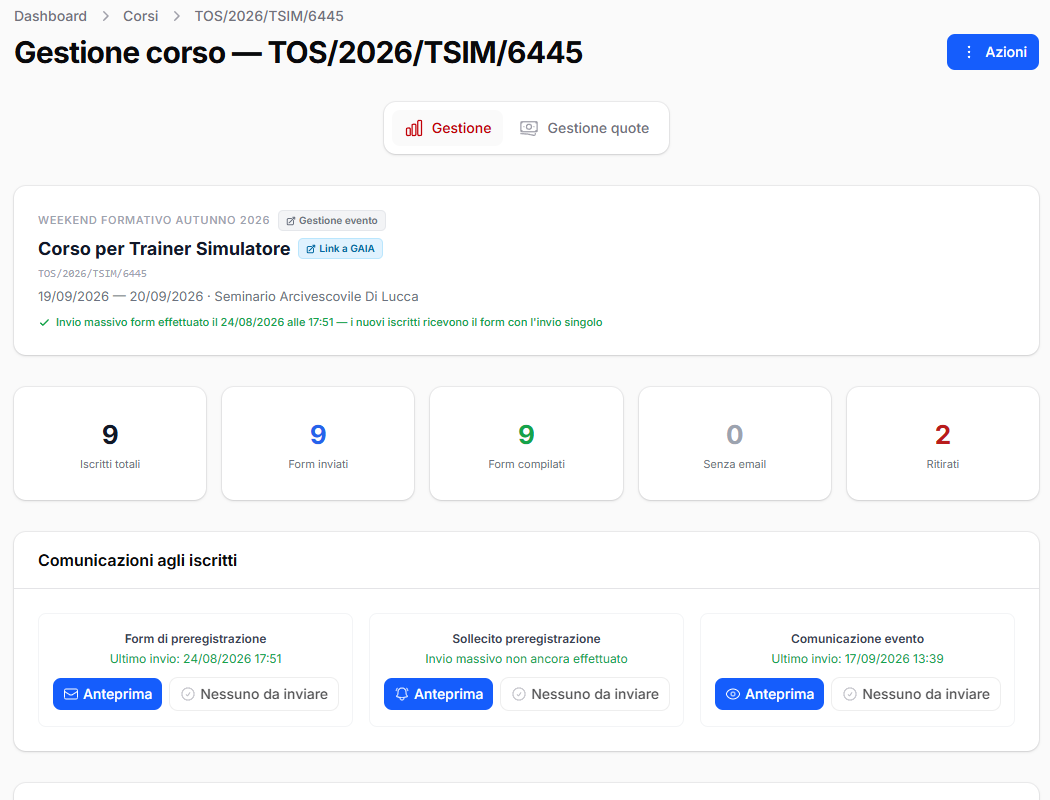 Dashboard > Corsi > TOS/2026/TSIM/6445
Gestione corso — TOS/2026/TSIM/6445
Azioni
Gestione
Gestione quote
WEEKEND FORMATIVO AUTUNNO 2026 Gestione evento
Corso per Trainer Simulatore Link a GAIA
TOS/2026/TSIM/6445
19/09/2026 — 20/09/2026 · Seminario Arcivescovile Di Lucca
Invio massivo form effettuato il 24/08/2026 alle 17:51 — i nuovi iscritti ricevono il form con l'invio singolo
9
Iscritti totali
9
Form inviati
9
Form compilati
0
Senza email
2
Ritirati
Comunicazioni agli iscritti
Form di preregistrazione
Ultimo invio: 24/08/2026 17:51
Anteprima Nessuno da inviare
Sollecito preregistrazione
Invio massivo non ancora effettuato
Anteprima Nessuno da inviare
Comunicazione evento
Ultimo invio: 17/09/2026 13:39
Anteprima Nessuno da inviare